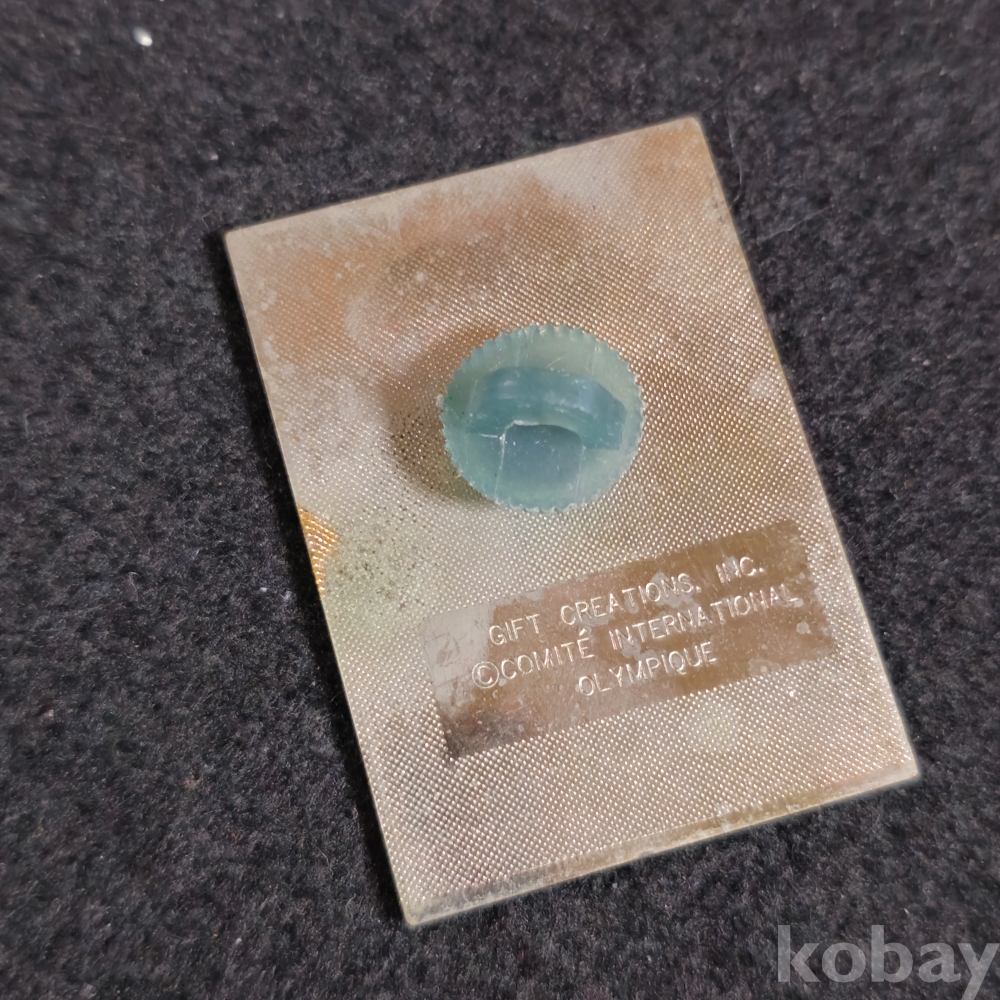 GIFT CREATIONS, INC.
©COMITÉ INTERNATIONAL
OLYMPIQUE
kobay